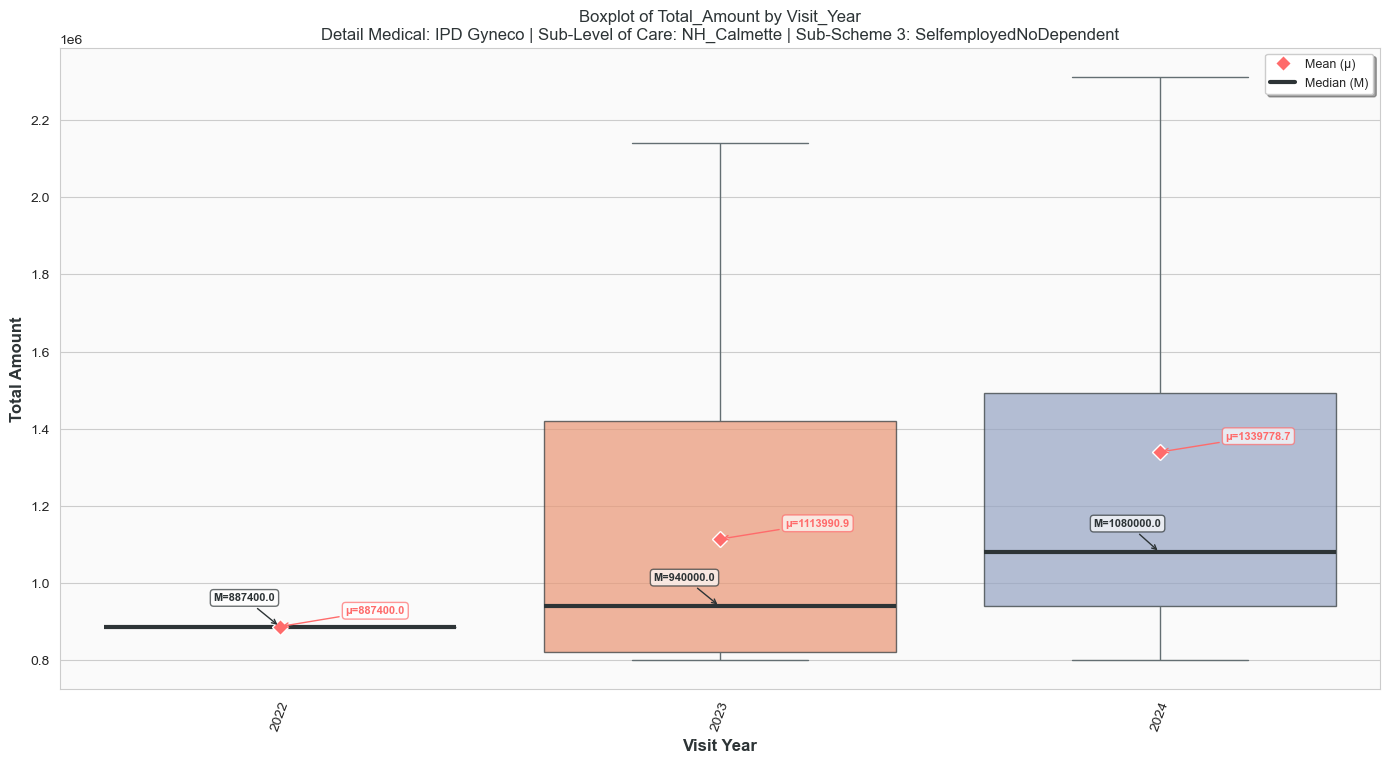 Boxplot of Total_Amount by Visit_Year
Detail Medical: IPD Gyneco | Sub-Level of Care: NH_Calmette | Sub-Scheme 3: SelfemployedNoDependent
1e6
Mean (μ)
Median (M)
2.2
2.0
1.8
1.6
1.4
1.2
1.0
0.8
Total Amount
M=887400.0
μ=887400.0
μ=1113990.9
M=940000.0
μ=1339778.7
M=1080000.0
2022
2023
2024
Visit Year